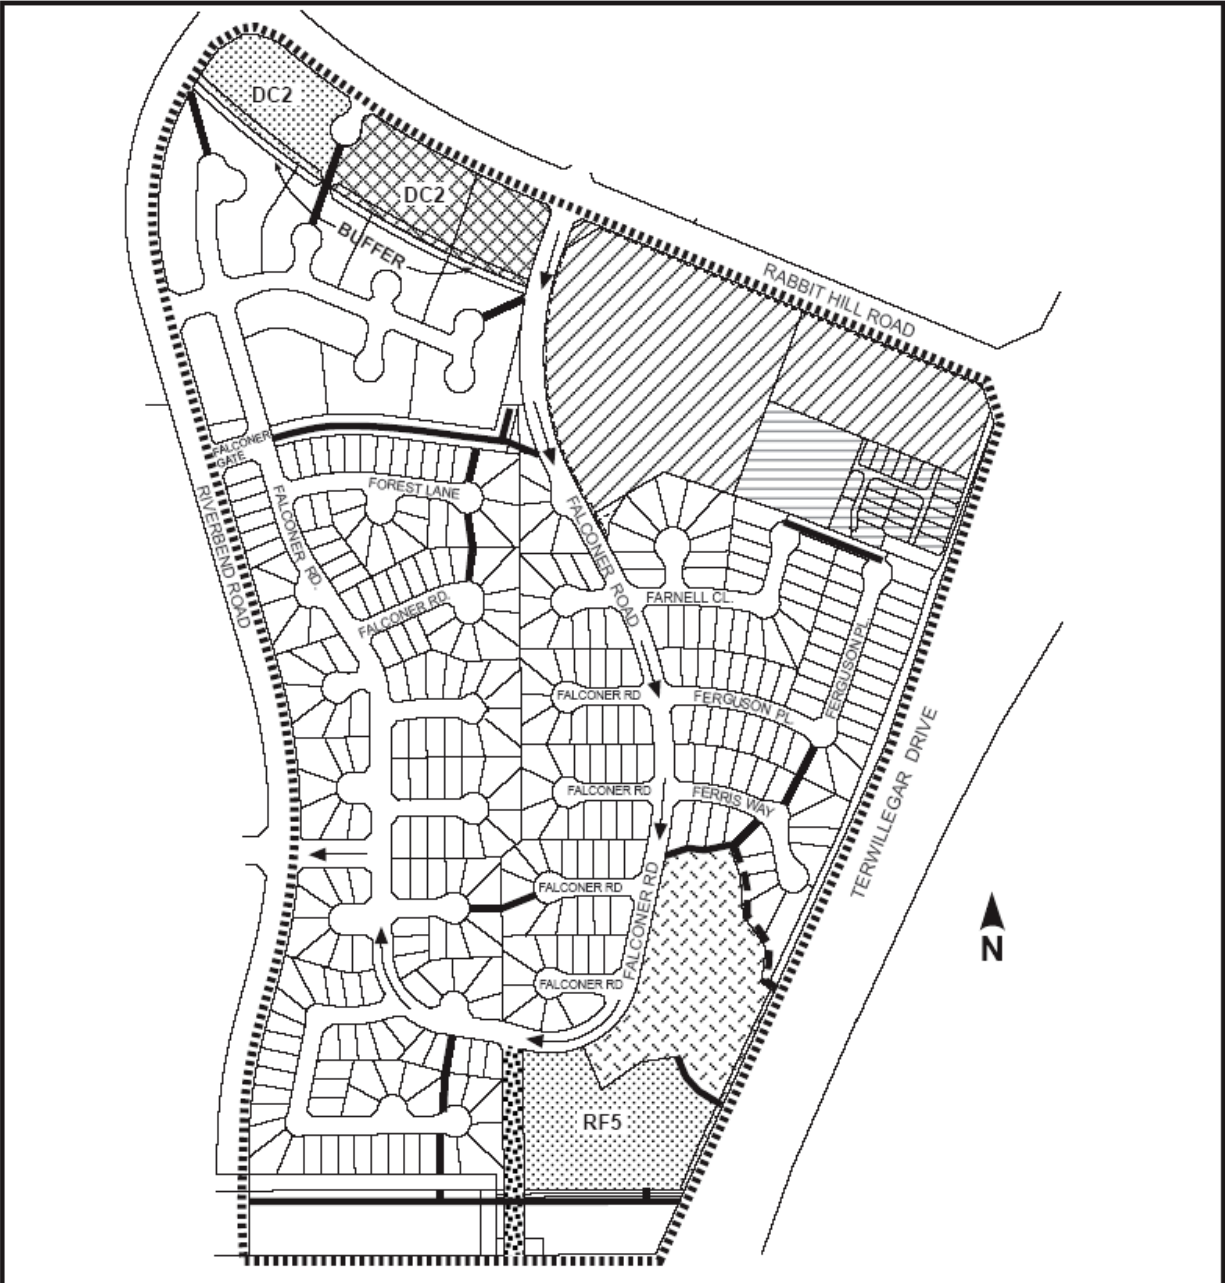 DC2
DC2
BUFFER
RABBIT HILL ROAD
FALCONER
GATE
FOREST LANE
RIVERBEND ROAD
FALCONER RD.
FALCONER ROAD
FALCONER RD.
FARNELL CL.
FERGUSON PL.
FALCONER RD
FERGUSON PL.
FALCONER RD
FERRIS WAY
TERWILLEGAR DRIVE
FALCONER RD
FALCONER RD
FALCONER RD
N
RF5